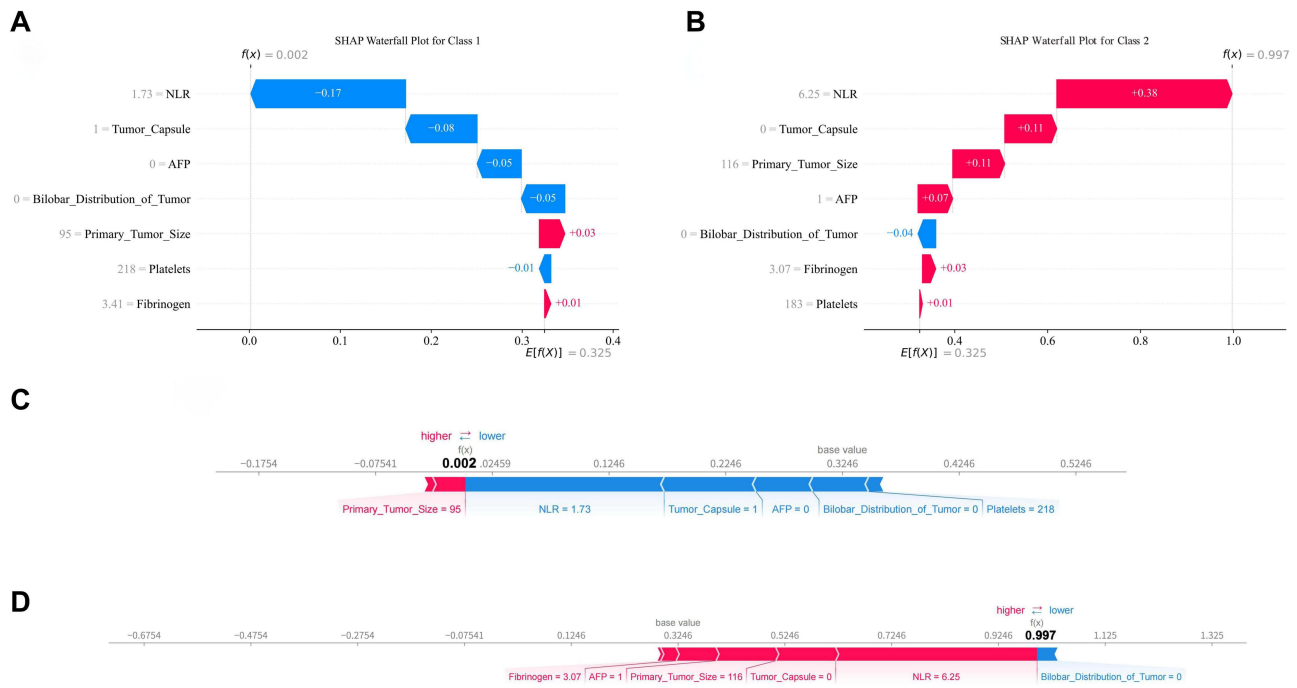 A
SHAP Waterfall Plot for Class 1
f(x) = 0.002
1.73 = NLR
−0.17
1 = Tumor_Capsule
−0.08
0 = AFP
−0.05
0 = Bilobar_Distribution_of_Tumor
−0.05
95 = Primary_Tumor_Size
+0.03
218 = Platelets
−0.01
3.41 = Fibrinogen
+0.01
0.0 0.1 0.2 0.3 0.4
E[f(X)] = 0.325
B
SHAP Waterfall Plot for Class 2
f(x) = 0.997
6.25 = NLR
+0.38
0 = Tumor_Capsule
+0.11
116 = Primary_Tumor_Size
+0.11
1 = AFP
+0.07
0 = Bilobar_Distribution_of_Tumor
−0.04
3.07 = Fibrinogen
+0.03
183 = Platelets
+0.01
0.4 0.6 0.8 1.0
E[f(X)] = 0.325
C
higher ⇄ lower
f(x)
base value
0.002
−0.1754 −0.07541 .02459 0.1246 0.2246 0.3246 0.4246 0.5246
Primary_Tumor_Size = 95 NLR = 1.73 Tumor_Capsule = 1 AFP = 0 Bilobar_Distribution_of_Tumor = 0 Platelets = 218
D
higher ⇄ lower
base value
f(x)
−0.6754 −0.4754 −0.2754 −0.07541 0.1246 0.3246 0.5246 0.7246 0.9246 0.997 1.125 1.325
Fibrinogen = 3.07 AFP = 1 Primary_Tumor_Size = 116 Tumor_Capsule = 0 NLR = 6.25 Bilobar_Distribution_of_Tumor = 0